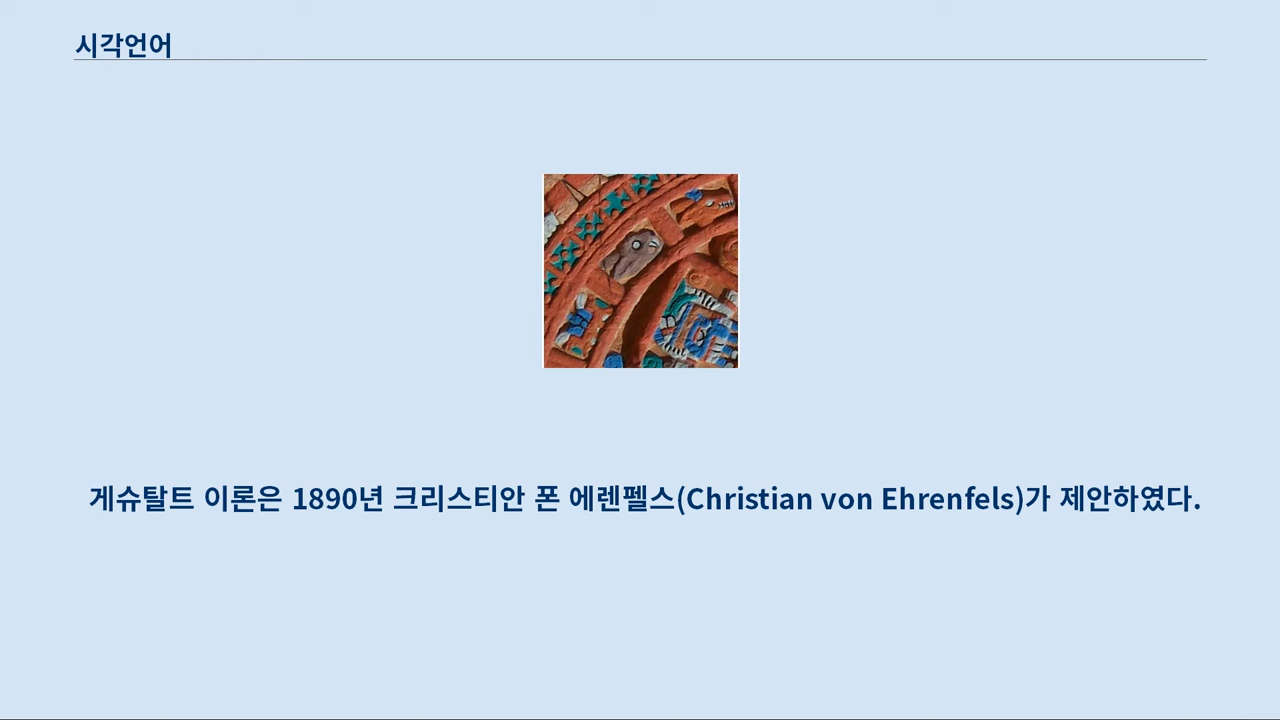 시각언어
게슈탈트 이론은 1890년 크리스티안 폰 에렌펠스(Christian von Ehrenfels)가 제안하였다.